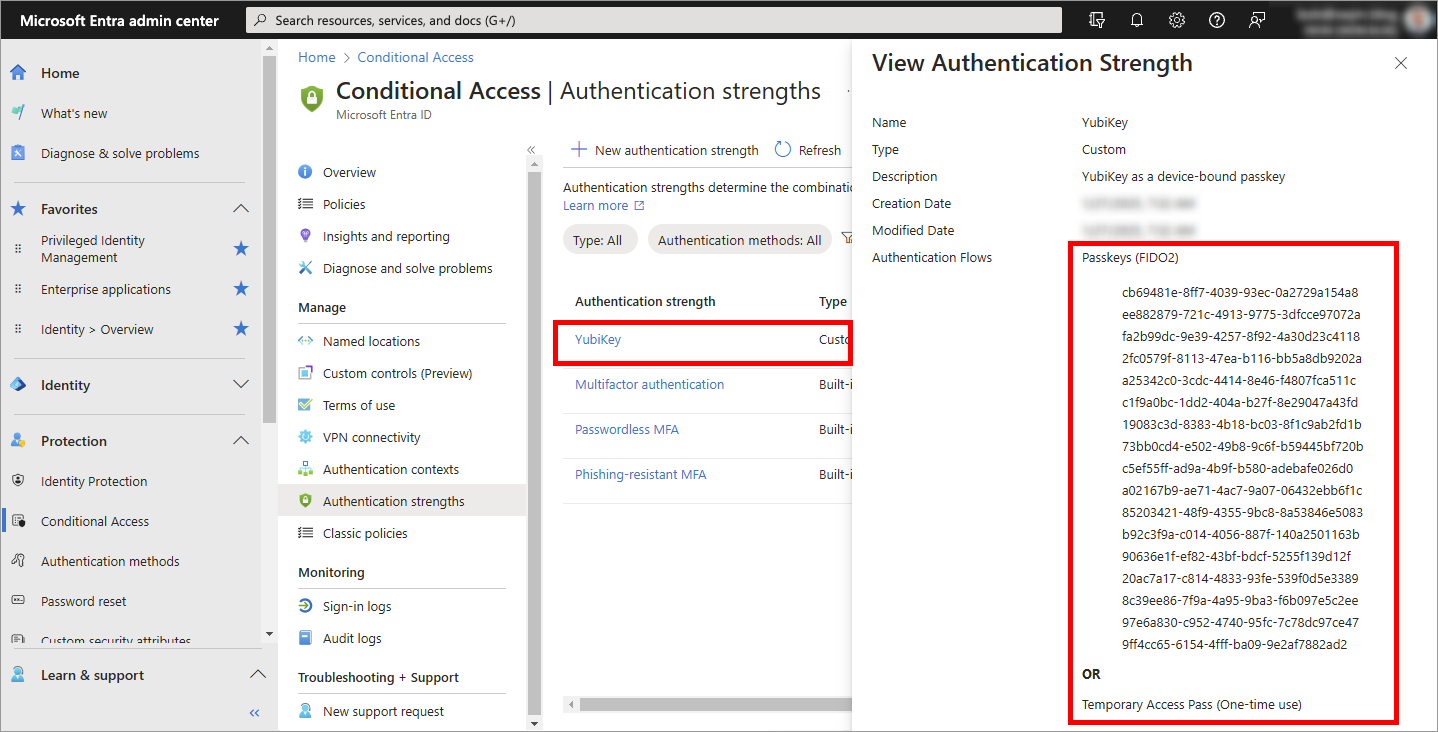 Microsoft Entra admin center
Search resources, services, and docs (G+/)
Home
What's new
Diagnose & solve problems
Favorites
Privileged Identity
Management
Enterprise applications
Identity > Overview
Identity
Protection
Identity Protection
Conditional Access
Authentication methods
Password reset
Custom security attributes
Learn & support
Home > Conditional Access
Conditional Access | Authentication strengths
Microsoft Entra ID
Overview
Policies
Insights and reporting
Diagnose and solve problems
Manage
Named locations
Custom controls (Preview)
Terms of use
VPN connectivity
Authentication contexts
Authentication strengths
Classic policies
Monitoring
Sign-in logs
Audit logs
Troubleshooting + Support
New support request
New authentication strength Refresh
Authentication strengths determine the combinatio
Learn more
Type: All Authentication methods: All
Authentication strength Type
YubiKey Custo
Multifactor authentication Built-i
Passwordless MFA Built-i
Phishing-resistant MFA Built-i
View Authentication Strength
Name YubiKey
Type Custom
Description YubiKey as a device-bound passkey
Creation Date
Modified Date
Authentication Flows Passkeys (FIDO2)
cb69481e-8ff7-4039-93ec-0a2729a154a8
ee882879-721c-4913-9775-3dfcce97072a
fa2b99dc-9e39-4257-8f92-4a30d23c4118
2fc0579f-8113-47ea-b116-bb5a8db9202a
a25342c0-3cdc-4414-8e46-f4807fca511c
c1f9a0bc-1dd2-404a-b27f-8e29047a43fd
19083c3d-8383-4b18-bc03-8f1c9ab2fd1b
73bb0cd4-e502-49b8-9c6f-b59445bf720b
c5ef55ff-ad9a-4b9f-b580-adebafe026d0
a02167b9-ae71-4ac7-9a07-06432ebb6f1c
85203421-48f9-4355-9bc8-8a53846e5083
b92c3f9a-c014-4056-887f-140a2501163b
90636e1f-ef82-43bf-bdcf-5255f139d12f
20ac7a17-c814-4833-93fe-539f0d5e3389
8c39ee86-7f9a-4a95-9ba3-f6b097e5c2ee
97e6a830-c952-4740-95fc-7c78dc97ce47
9ff4cc65-6154-4fff-ba09-9e2af7882ad2
OR
Temporary Access Pass (One-time use)